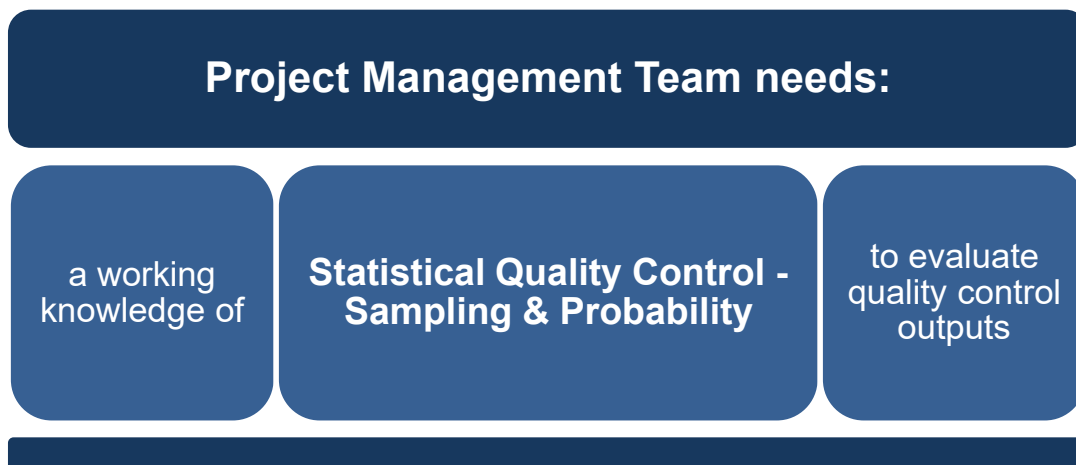 Project Management Team needs:
a working
knowledge of
Statistical Quality Control -
Sampling & Probability
to evaluate
quality control
outputs